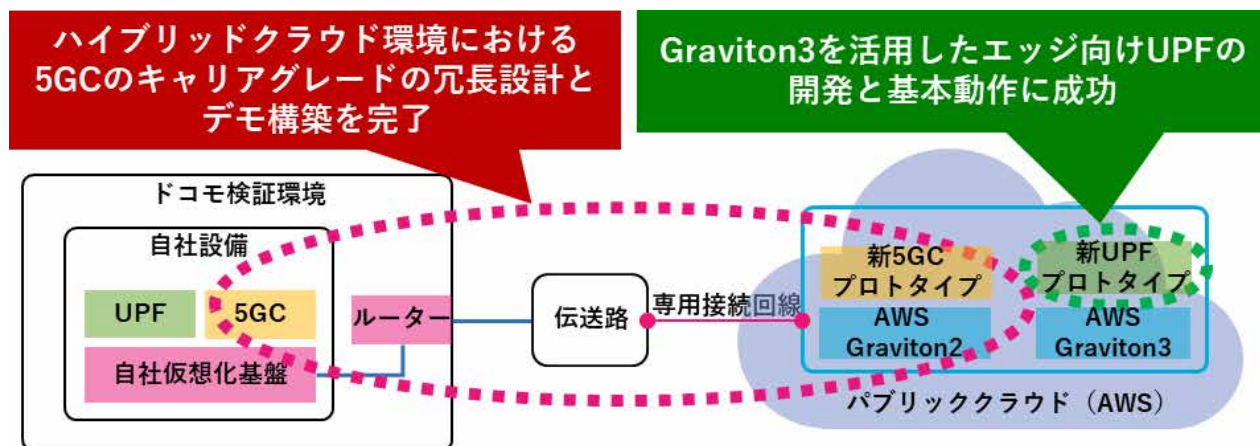 ハイブリッドクラウド環境における
5GCのキャリアグレードの冗長設計と
デモ構築を完了
Graviton3を活用したエッジ向けUPFの
開発と基本動作に成功
ドコモ検証環境
自社設備
UPF
5GC
自社仮想化基盤
ルーター
伝送路
専用接続回線
新5GC
プロトタイプ
AWS
Graviton2
新UPF
プロトタイプ
AWS
Graviton3
パブリッククラウド（AWS）